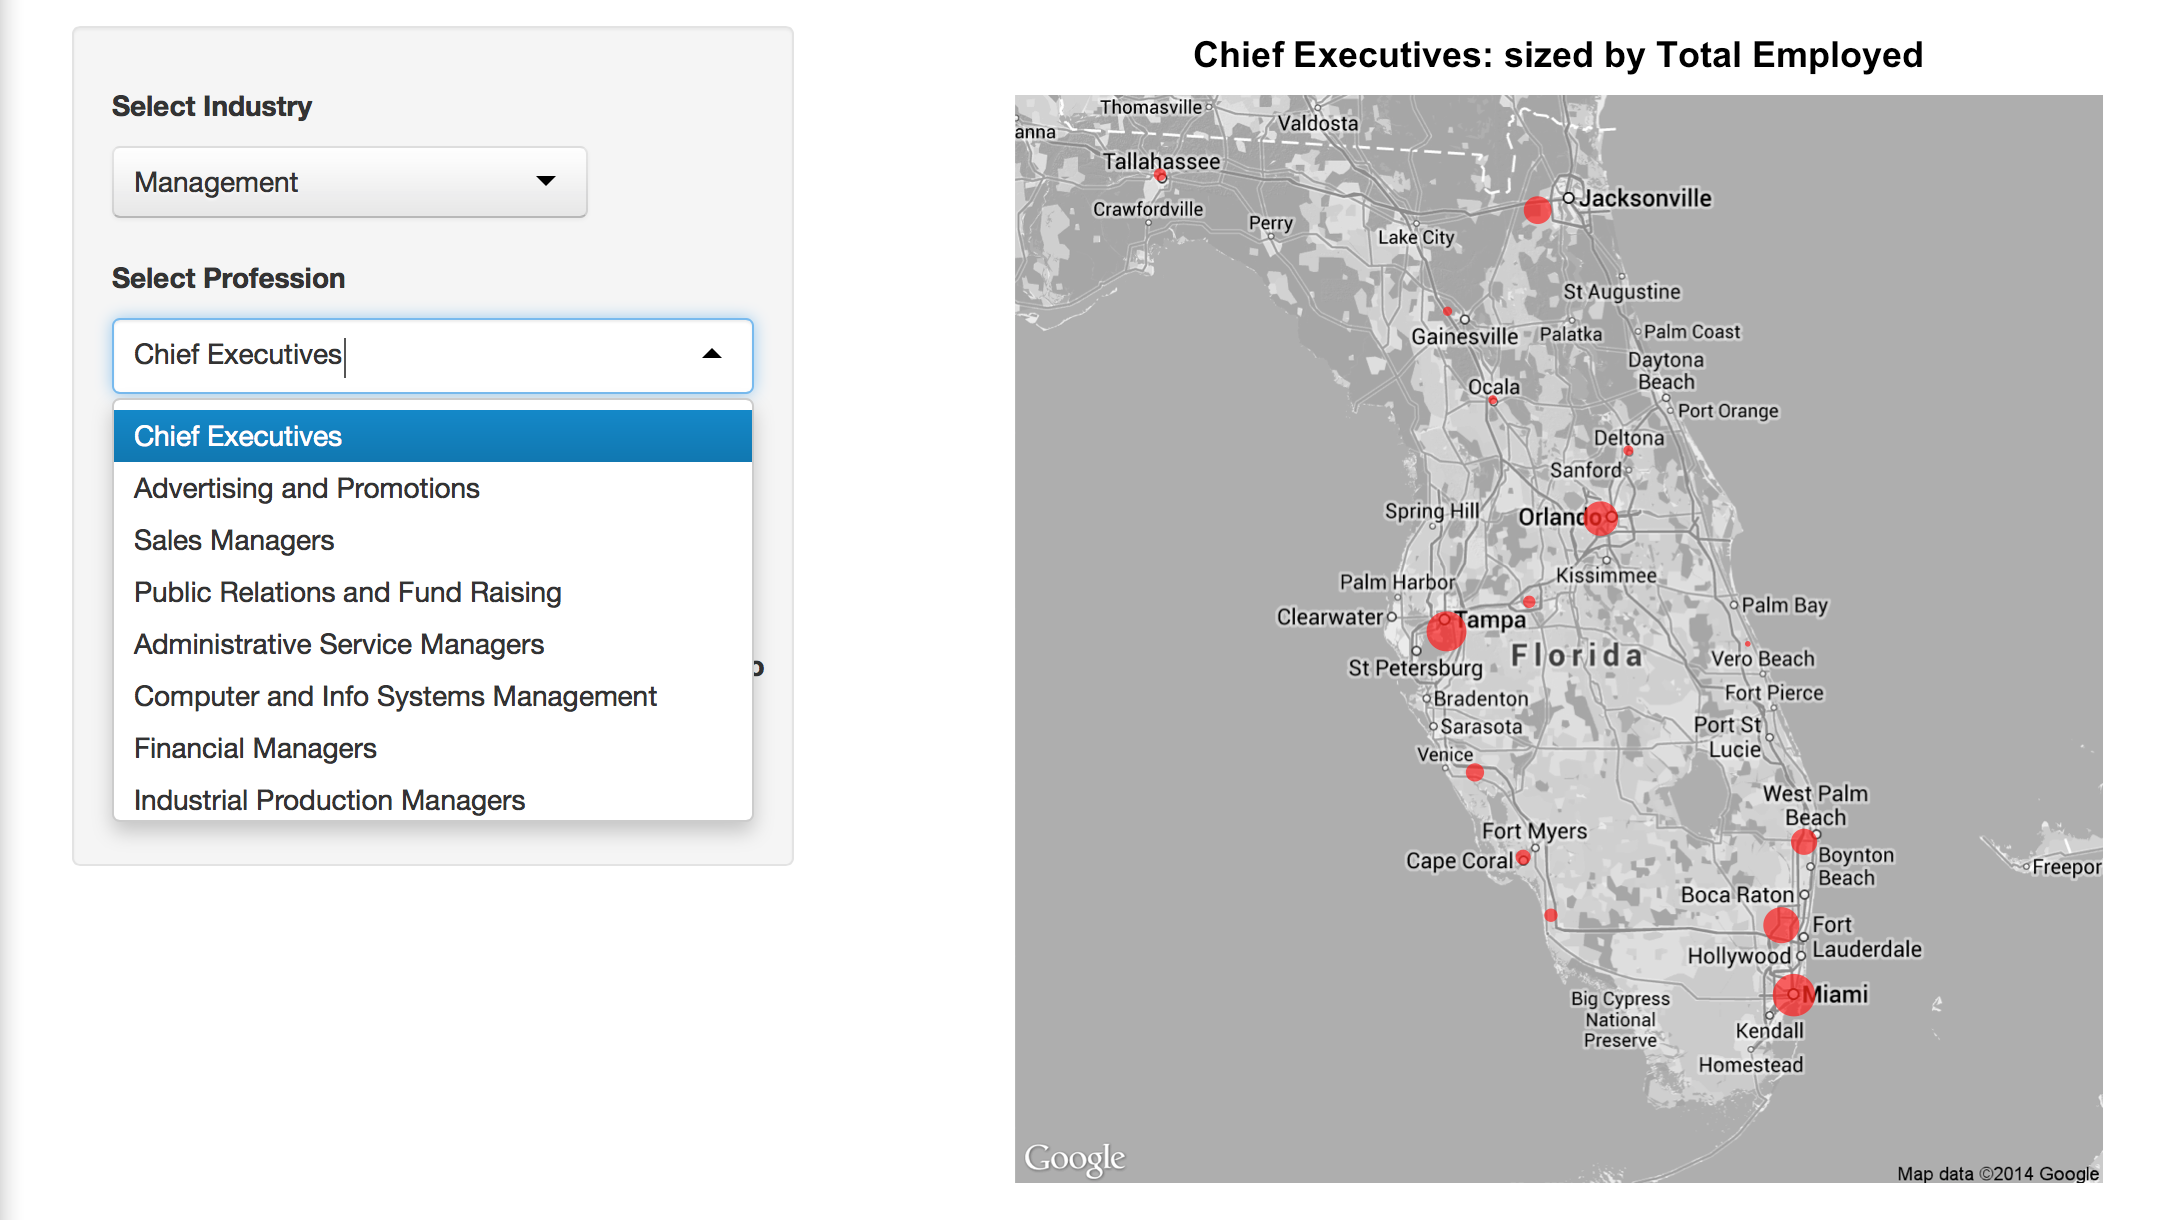 Select Industry
Management
Select Profession
Chief Executives
Chief Executives
Advertising and Promotions
Sales Managers
Public Relations and Fund Raising
Administrative Service Managers
Computer and Info Systems Management
Financial Managers
Industrial Production Managers
Chief Executives: sized by Total Employed
Thomasville
Valdosta
anna
Tallahassee
Jacksonville
Crawfordville
Perry
Lake City
St Augustine
Gainesville
Palatka
Palm Coast
Daytona
Beach
Ocala
Port Orange
Deltona
Sanford
Spring Hill
Orlando
Kissimmee
Palm Harbor
Clearwater
Tampa
Palm Bay
Florida
St Petersburg
Vero Beach
Bradenton
Fort Pierce
Sarasota
Port St
Lucie
Venice
West Palm
Beach
Fort Myers
Cape Coral
Boynton
Beach
Freepor
Boca Raton
Fort
Lauderdale
Hollywood
Miami
Big Cypress
National
Preserve
Kendall
Homestead
Google
Map data ©2014 Google